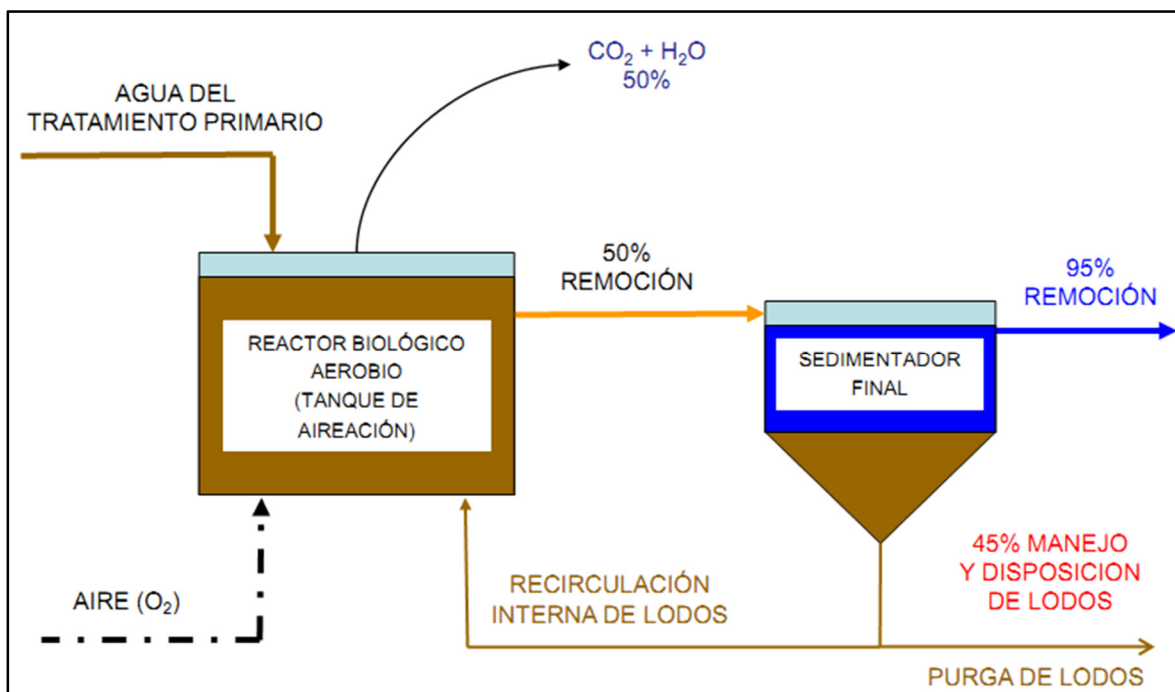 CO₂ + H₂O
50%
AGUA DEL
TRATAMIENTO PRIMARIO
50%
REMOCIÓN
95%
REMOCIÓN
REACTOR BIOLÓGICO
AEROBIO
(TANQUE DE
AIREACIÓN)
SEDIMENTADOR
FINAL
AIRE (O₂)
RECIRCULACIÓN
INTERNA DE LODOS
45% MANEJO
Y DISPOSICION
DE LODOS
PURGA DE LODOS